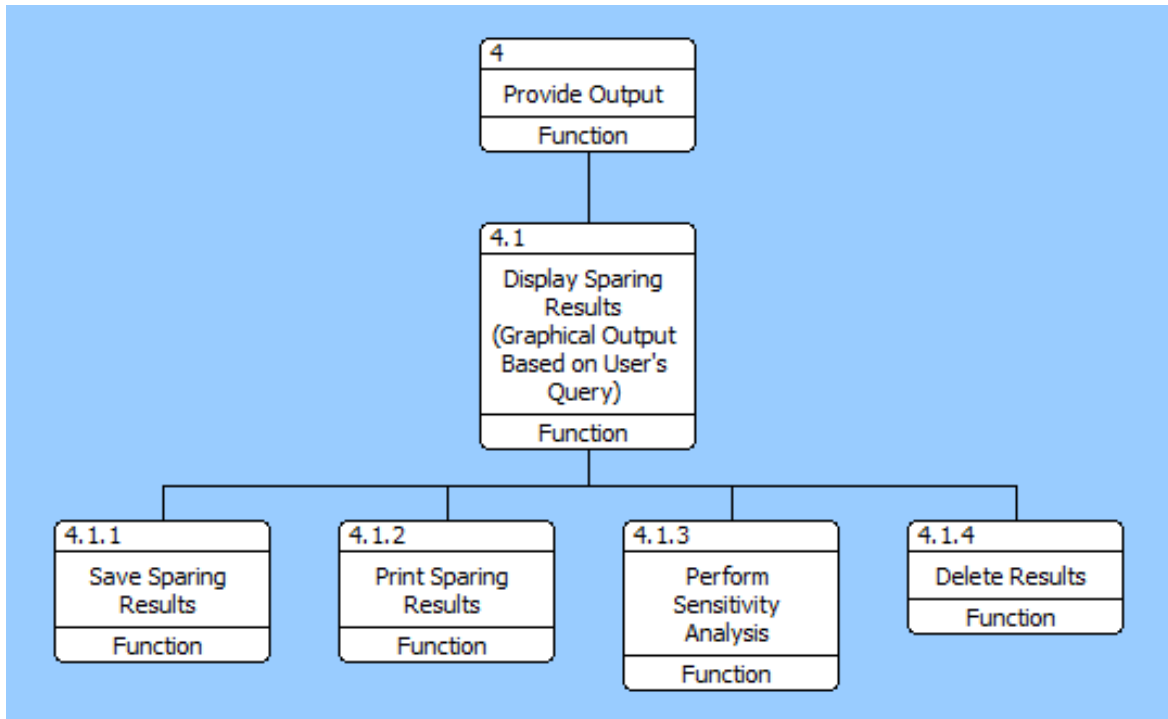 4
Provide Output
Function
4.1
Display Sparing
Results
(Graphical Output
Based on User's
Query)
Function
4.1.1
Save Sparing
Results
Function
4.1.2
Print Sparing
Results
Function
4.1.3
Perform
Sensitivity
Analysis
Function
4.1.4
Delete Results
Function